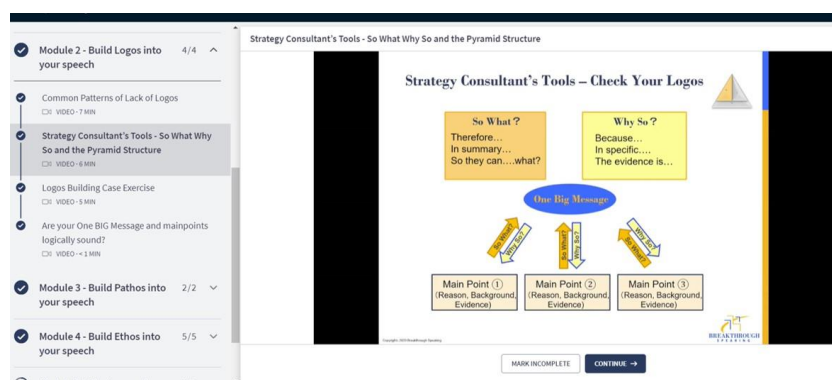 Module 2 - Build Logos into
your speech
4/4
Common Patterns of Lack of Logos
VIDEO - 7 MIN
Strategy Consultant's Tools - So What Why
So and the Pyramid Structure
VIDEO - 6 MIN
Logos Building Case Exercise
VIDEO - 5 MIN
Are your One BIG Message and mainpoints
logically sound?
VIDEO - < 1 MIN
Module 3 - Build Pathos into
your speech
2/2
Module 4 - Build Ethos into
your speech
5/5
Strategy Consultant's Tools - So What Why So and the Pyramid Structure
Strategy Consultant's Tools – Check Your Logos
So What?
Therefore…
In summary…
So they can….what?
Why So?
Because…
In specific….
The evidence is…
One Big Message
So What?
Why So?
So What?
Why So?
Why So?
So What?
Main Point ①
(Reason, Background,
Evidence)
Main Point ②
(Reason, Background,
Evidence)
Main Point ③
(Reason, Background,
Evidence)
BREAKTHROUGH
SPEAKING
MARK INCOMPLETE
CONTINUE →